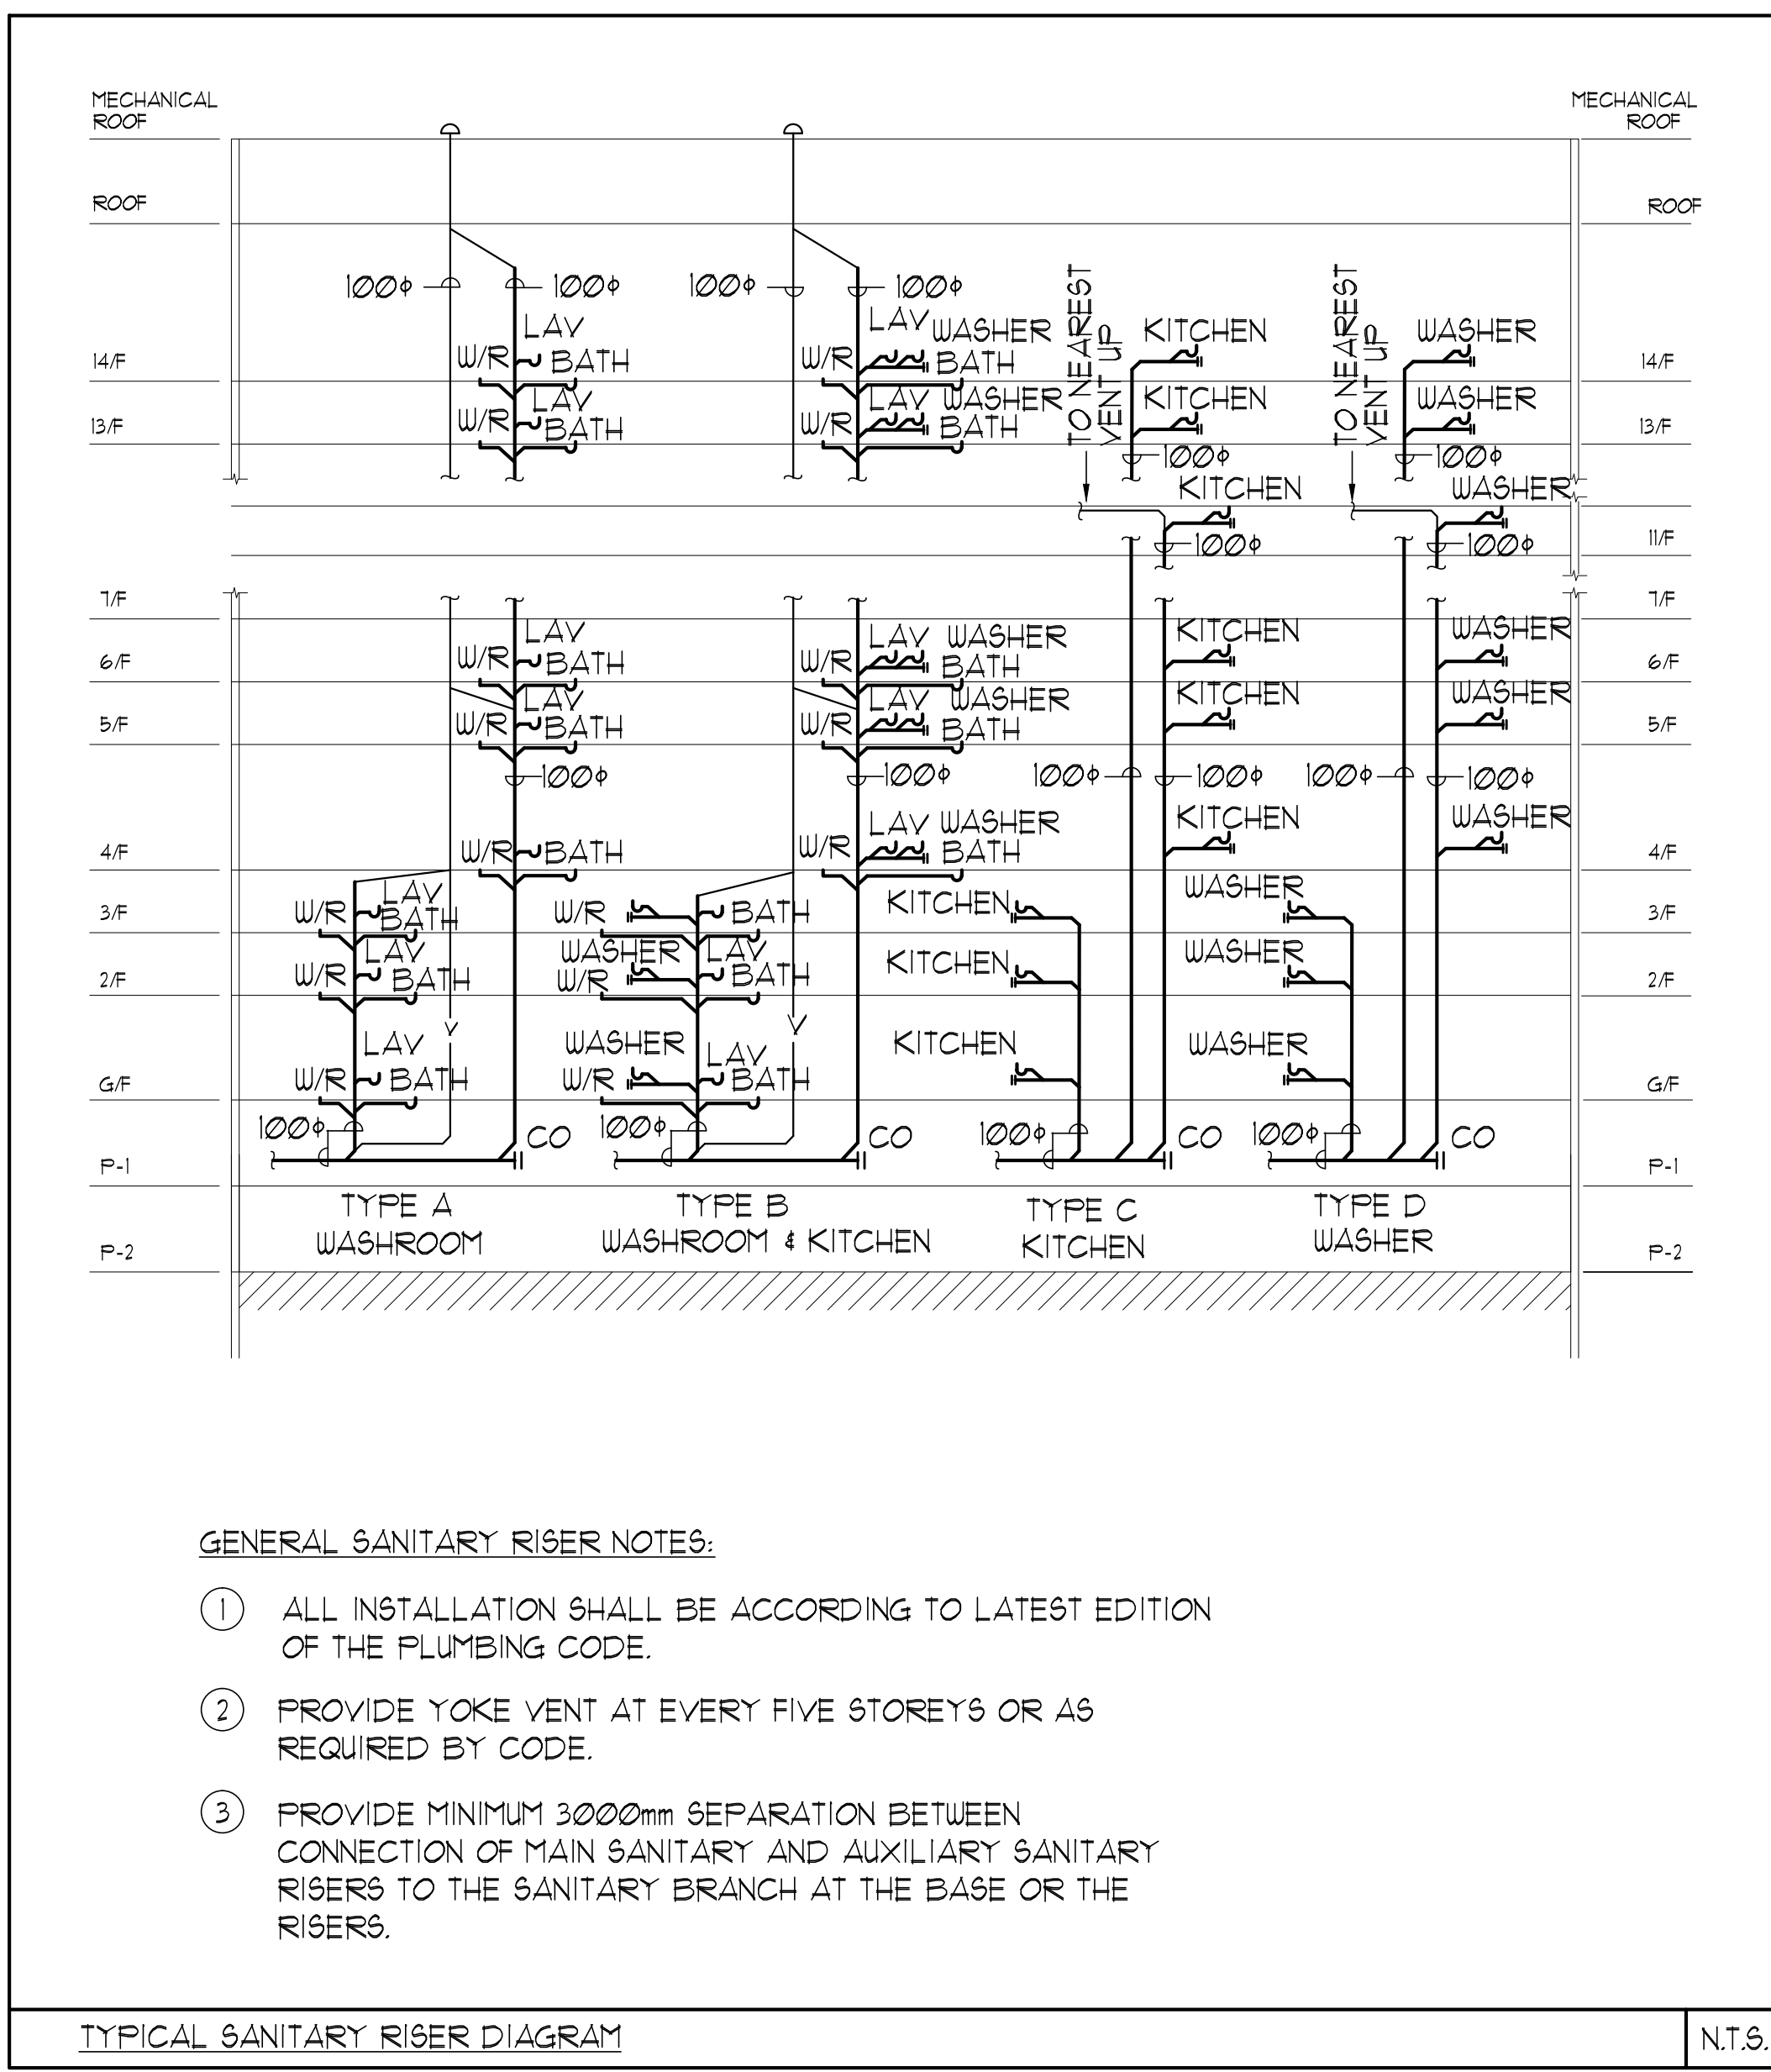 MECHANICAL ROOF
MECHANICAL ROOF
ROOF
ROOF
100ϕ 100ϕ 100ϕ 100ϕ
TO NEAREST VENT UP
TO NEAREST VENT UP
LAV LAV WASHER KITCHEN WASHER
14/F W/R BATH W/R BATH 14/F
LAV LAV WASHER KITCHEN WASHER
13/F W/R BATH W/R BATH 13/F
100ϕ 100ϕ
KITCHEN WASHER
100ϕ 100ϕ 11/F
7/F 7/F
LAV LAV WASHER KITCHEN WASHER
6/F W/R BATH W/R BATH 6/F
LAV LAV WASHER KITCHEN WASHER
5/F W/R BATH W/R BATH 5/F
100ϕ 100ϕ 100ϕ 100ϕ 100ϕ 100ϕ
LAV WASHER KITCHEN WASHER
4/F W/R BATH W/R BATH 4/F
LAV KITCHEN WASHER
3/F W/R BATH W/R BATH 3/F
LAV WASHER LAV KITCHEN WASHER
2/F W/R BATH W/R BATH 2/F
V V
LAV WASHER LAV KITCHEN WASHER
G/F W/R BATH W/R BATH G/F
100ϕ CO 100ϕ CO 100ϕ CO 100ϕ CO
P-1 P-1
TYPE A
WASHROOM
TYPE B
WASHROOM & KITCHEN
TYPE C
KITCHEN
TYPE D
WASHER
P-2 P-2
GENERAL SANITARY RISER NOTES:
1 ALL INSTALLATION SHALL BE ACCORDING TO LATEST EDITION
OF THE PLUMBING CODE.
2 PROVIDE YOKE VENT AT EVERY FIVE STOREYS OR AS
REQUIRED BY CODE.
3 PROVIDE MINIMUM 3000mm SEPARATION BETWEEN
CONNECTION OF MAIN SANITARY AND AUXILIARY SANITARY
RISERS TO THE SANITARY BRANCH AT THE BASE OR THE
RISERS.
TYPICAL SANITARY RISER DIAGRAM N.T.S.